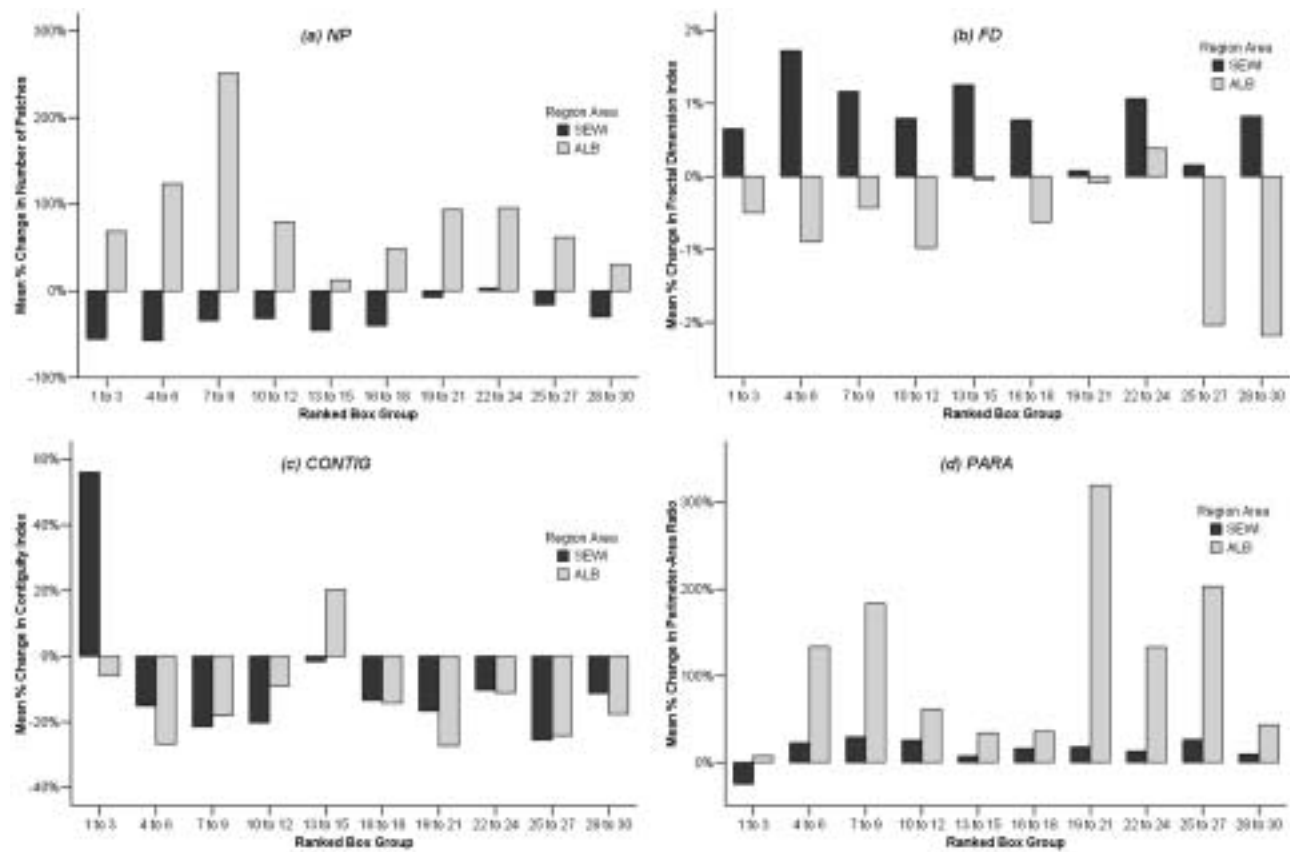 (a) NP
Mean % Change in Number of Patches
300%
200%
100%
0%
-100%
Region Area
SEWI
ALB
1 to 3 4 to 6 7 to 9 10 to 12 13 to 15 16 to 18 19 to 21 22 to 24 25 to 27 28 to 30
Ranked Box Group
(b) FD
Mean % Change in Fractal Dimension Index
2%
1%
0%
-1%
-2%
Region Area
SEWI
ALB
1 to 3 4 to 6 7 to 9 10 to 12 13 to 15 16 to 18 19 to 21 22 to 24 25 to 27 28 to 30
Ranked Box Group
(c) CONTIG
Mean % Change in Contiguity Index
60%
40%
20%
0%
-20%
-40%
Region Area
SEWI
ALB
1 to 3 4 to 6 7 to 9 10 to 12 13 to 15 16 to 18 19 to 21 22 to 24 25 to 27 28 to 30
Ranked Box Group
(d) PARA
Mean % Change in Perimeter-Area Ratio
300%
200%
100%
0%
Region Area
SEWI
ALB
1 to 3 4 to 6 7 to 9 10 to 12 13 to 15 16 to 18 19 to 21 22 to 24 25 to 27 28 to 30
Ranked Box Group